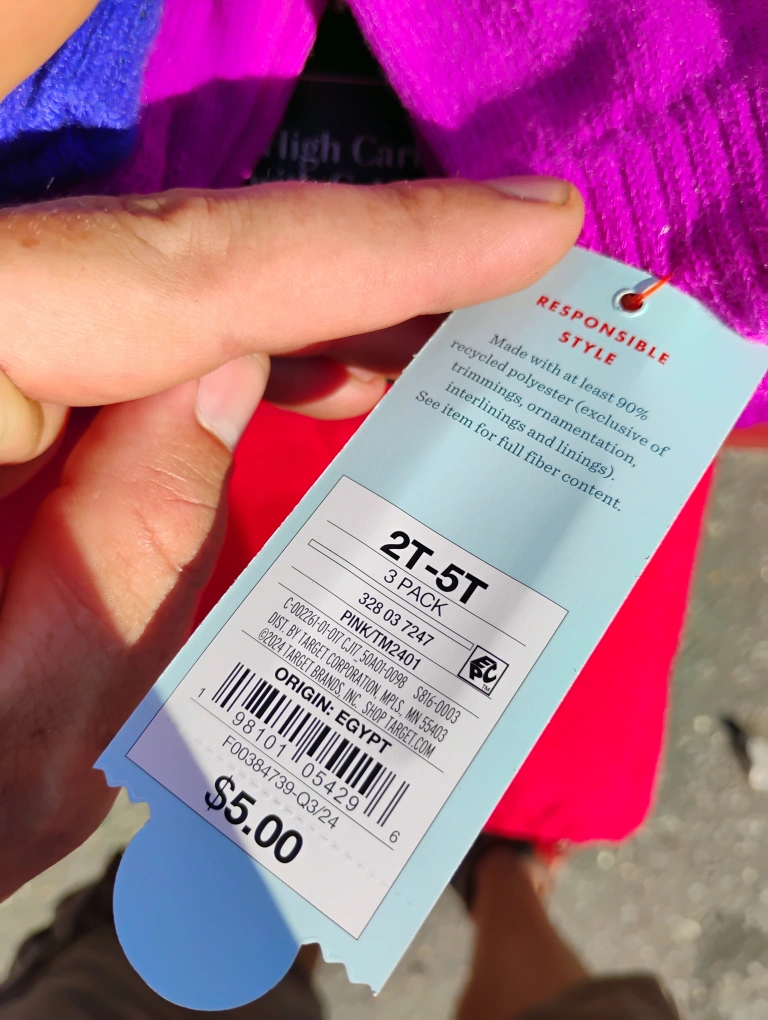 High
RESPONSIBLE
STYLE
Made with at least 90%
recycled polyester (exclusive of
trimmings, ornamentation,
interlinings and linings).
See item for full fiber content.
2T-5T
3 PACK
328 03 7247
PINK/TM2401
C-00226I-01-017 CJ17 50A01-0098 S816-0003
DIST. BY TARGET CORPORATION, MPLS., MN 55403
©2024 TARGET BRANDS, INC. SHOP TARGET.COM
ORIGIN: EGYPT
1 98101 05429 6
F00384739-Q3/24
$5.00